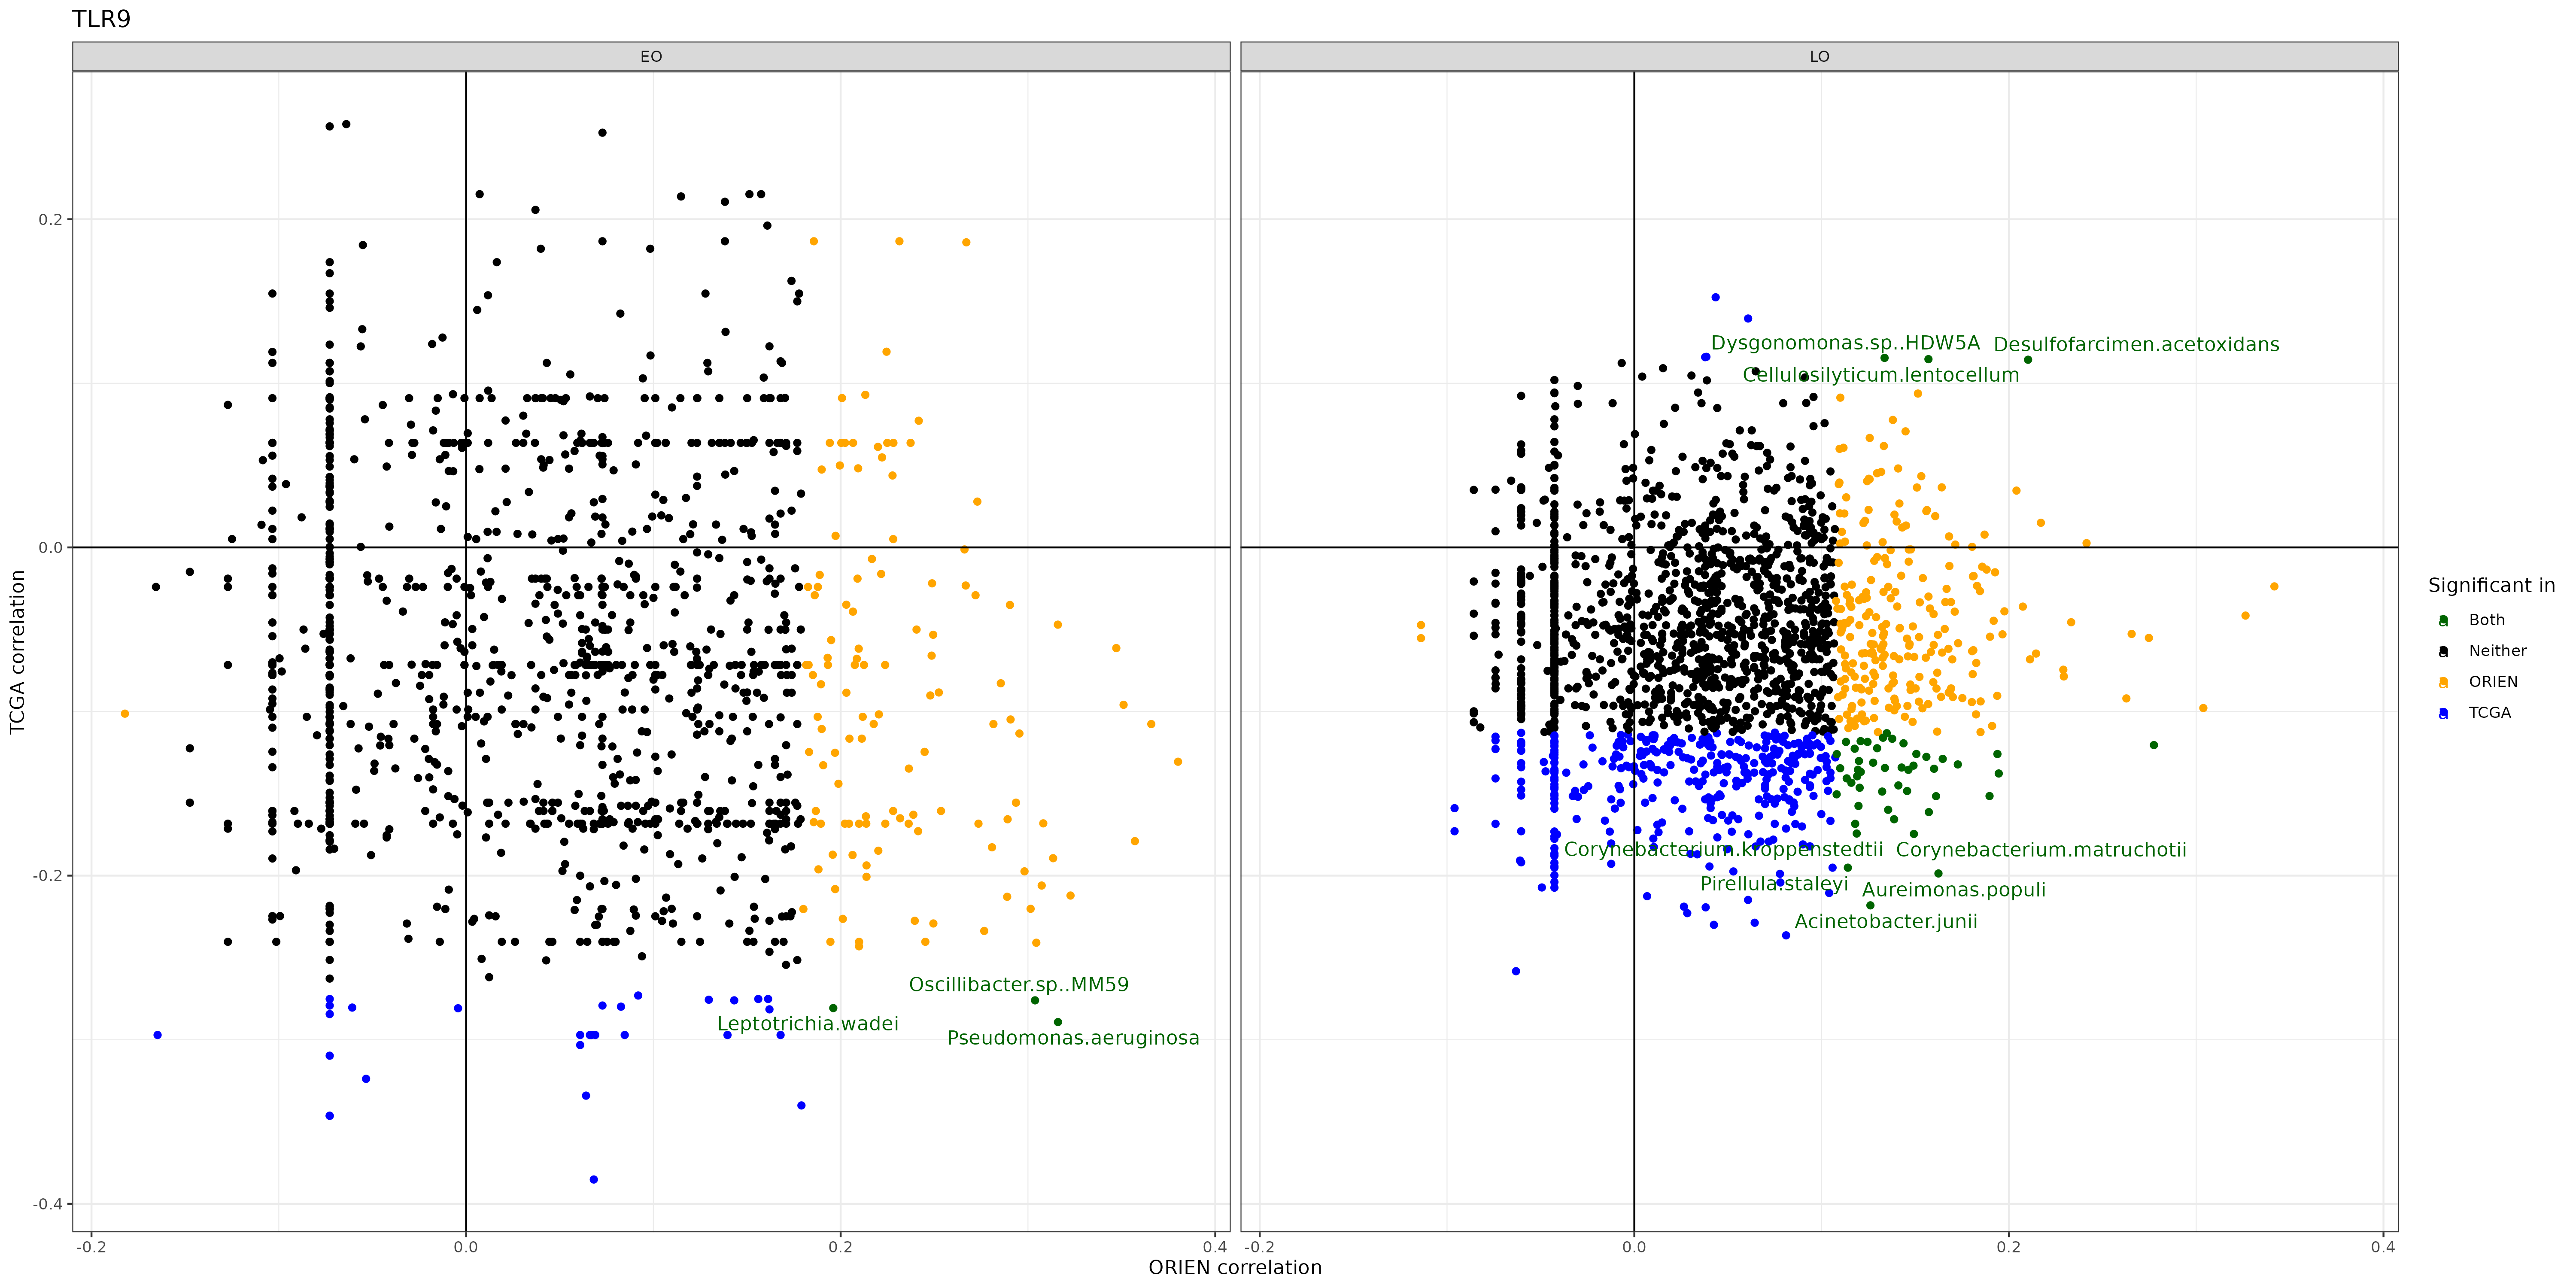 TLR9
EO
LO
TCGA correlation
0.2
0.0
-0.2
-0.4
Oscillibacter.sp..MM59
Leptotrichia.wadei
Pseudomonas.aeruginosa
Dysgonomonas.sp..HDW5A
Desulfofarcimen.acetoxidans
Cellulosilyticum.lentocellum
Corynebacterium.kroppenstedtii
Corynebacterium.matruchotii
Pirellula.staleyi
Aureimonas.populi
Acinetobacter.junii
-0.2 0.0 0.2 0.4
-0.2 0.0 0.2 0.4
ORIEN correlation
Significant in
a Both
a Neither
a ORIEN
a TCGA